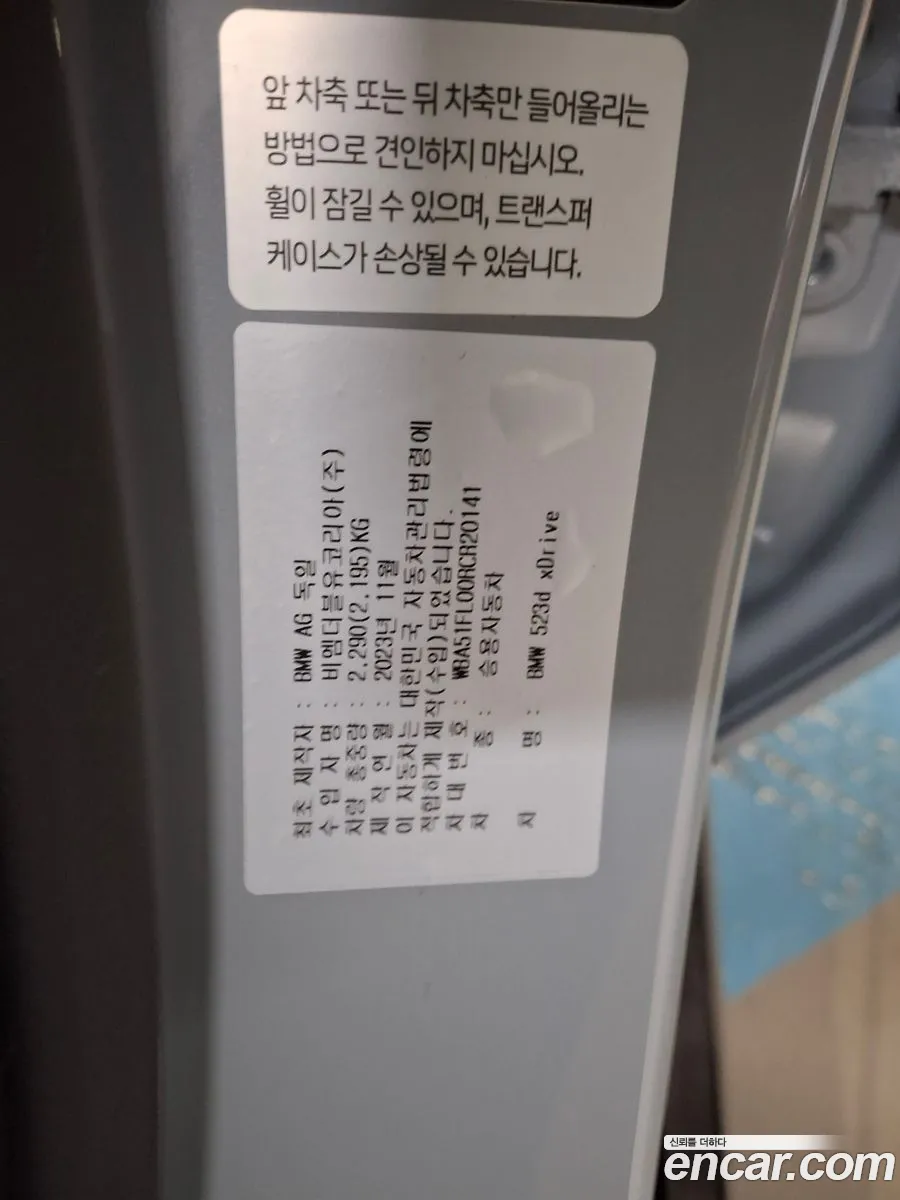 앞 차축 또는 뒤 차축만 들어올리는
방법으로 견인하지 마십시오.
휠이 잠길 수 있으며, 트랜스퍼
케이스가 손상될 수 있습니다.
최초 제작자 : BMW AG 독일
수 입 자 명 : 비엠더블유코리아(주)
차량 총중량 : 2,290(2,195)KG
제 작 연 월 : 2023년 11월
이 자동차는 대한민국 자동차관리법령에
적합하게 제작(수입)되었습니다.
차 대 번 호 : WBA51FL00RCR20141
차 종 : 승용자동차
차 명 : BMW 523d xDrive
신뢰를 더하다
encar.com